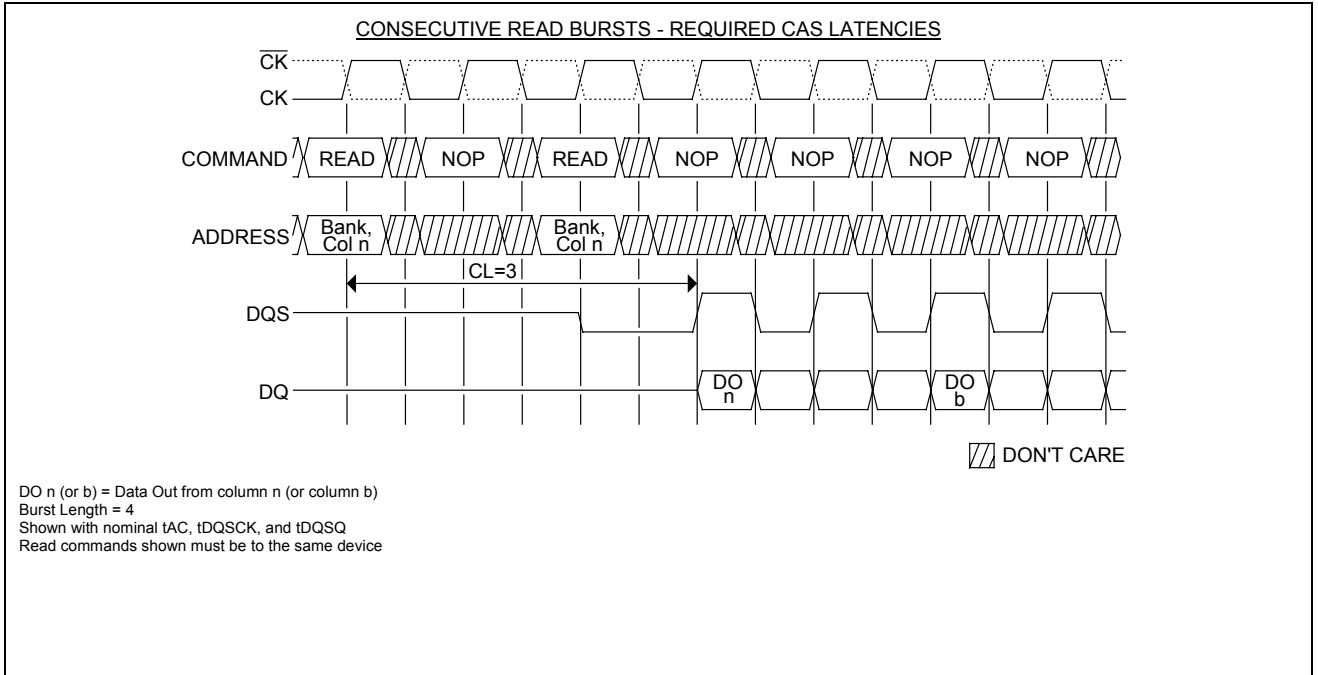 CONSECUTIVE READ BURSTS - REQUIRED CAS LATENCIES
CK
CK
COMMAND READ NOP READ NOP NOP NOP NOP
ADDRESS Bank, Col n Bank, Col n
CL=3
DQS
DQ DO n DO b
DON'T CARE
DO n (or b) = Data Out from column n (or column b)
Burst Length = 4
Shown with nominal tAC, tDQSCK, and tDQSQ
Read commands shown must be to the same device